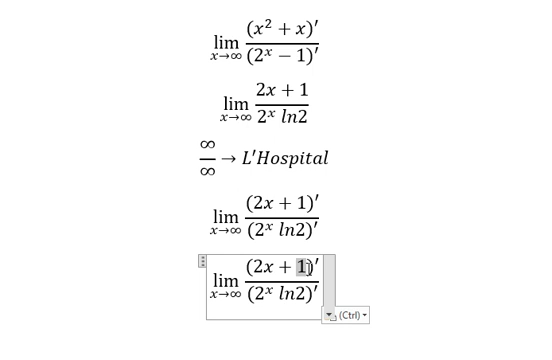 lim x→∞ (x² + x)′ / (2ˣ − 1)′
lim x→∞ 2x + 1 / 2ˣ ln2
∞ / ∞ → L′Hospital
lim x→∞ (2x + 1)′ / (2ˣ ln2)′
lim x→∞ (2x + 1)′ / (2ˣ ln2)′
(Ctrl)